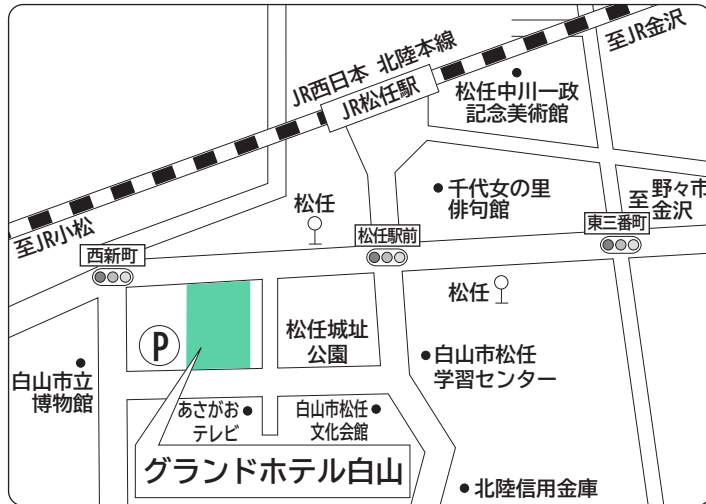 JR西日本 北陸本線
至JR金沢
JR松任駅
松任中川一政
記念美術館
千代女の里
俳句館
至 野々市
金沢
松任
至JR小松
松任駅前
東三番町
西新町
松任
P
松任城址
公園
白山市松任
学習センター
白山市立
博物館
あさがお
テレビ
白山市松任
文化会館
グランドホテル白山
北陸信用金庫